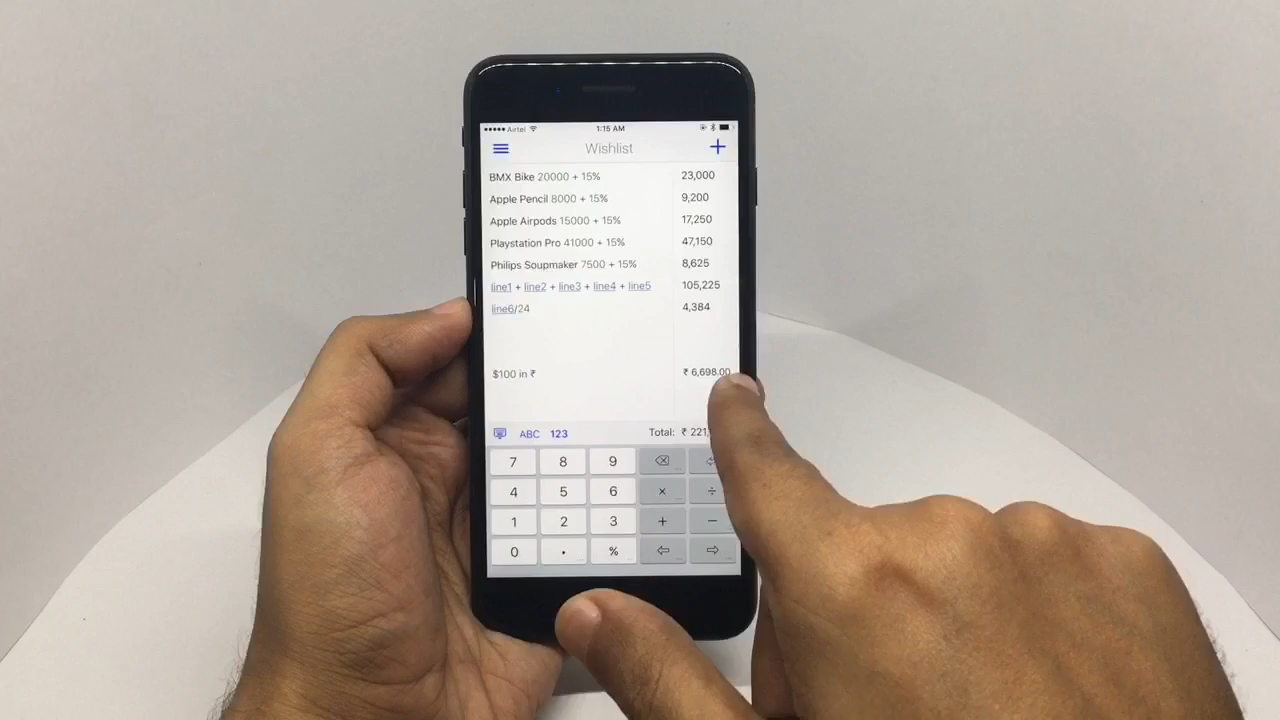 Airtel 1:15 AM
Wishlist +
BMX Bike 20000 + 15% 23,000
Apple Pencil 8000 + 15% 9,200
Apple Airpods 15000 + 15% 17,250
Playstation Pro 41000 + 15% 47,150
Philips Soupmaker 7500 + 15% 8,625
line1 + line2 + line3 + line4 + line5 105,225
line6/24 4,384
$100 in ₹ ₹ 6,698.00
ABC 123 Total: ₹ 221,
7 8 9
4 5 6 × ÷
1 2 3 + −
0 . % ⇦ ⇨